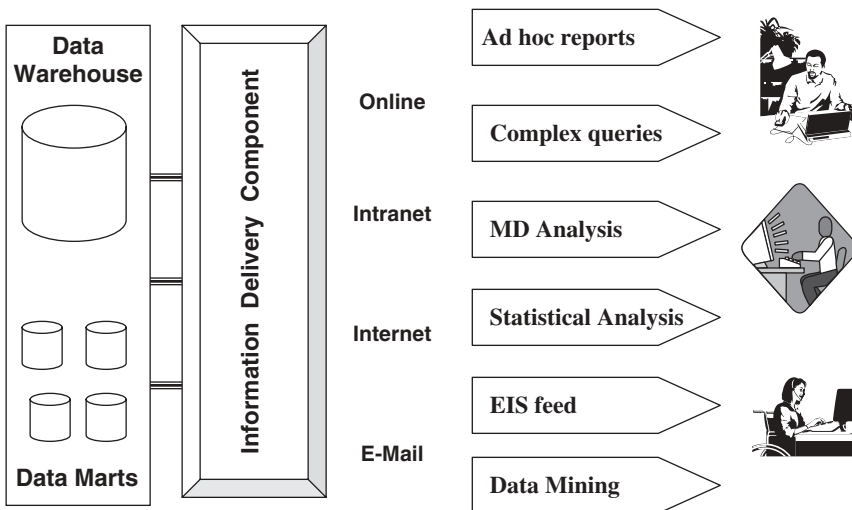 Data
Warehouse
Data Marts
Information Delivery Component
Online
Intranet
Internet
E-Mail
Ad hoc reports
Complex queries
MD Analysis
Statistical Analysis
EIS feed
Data Mining